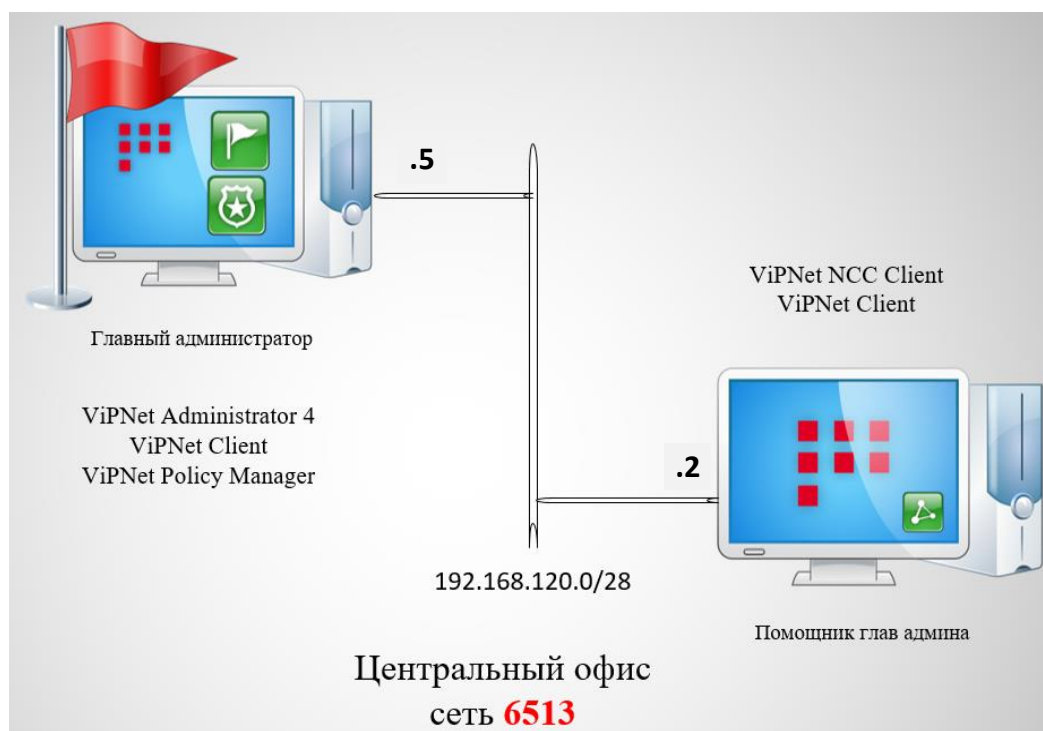 .5
Главный администратор
ViPNet Administrator 4
ViPNet Client
ViPNet Policy Manager
ViPNet NCC Client
ViPNet Client
.2
Помощник глав админа
192.168.120.0/28
Центральный офис
сеть 6513